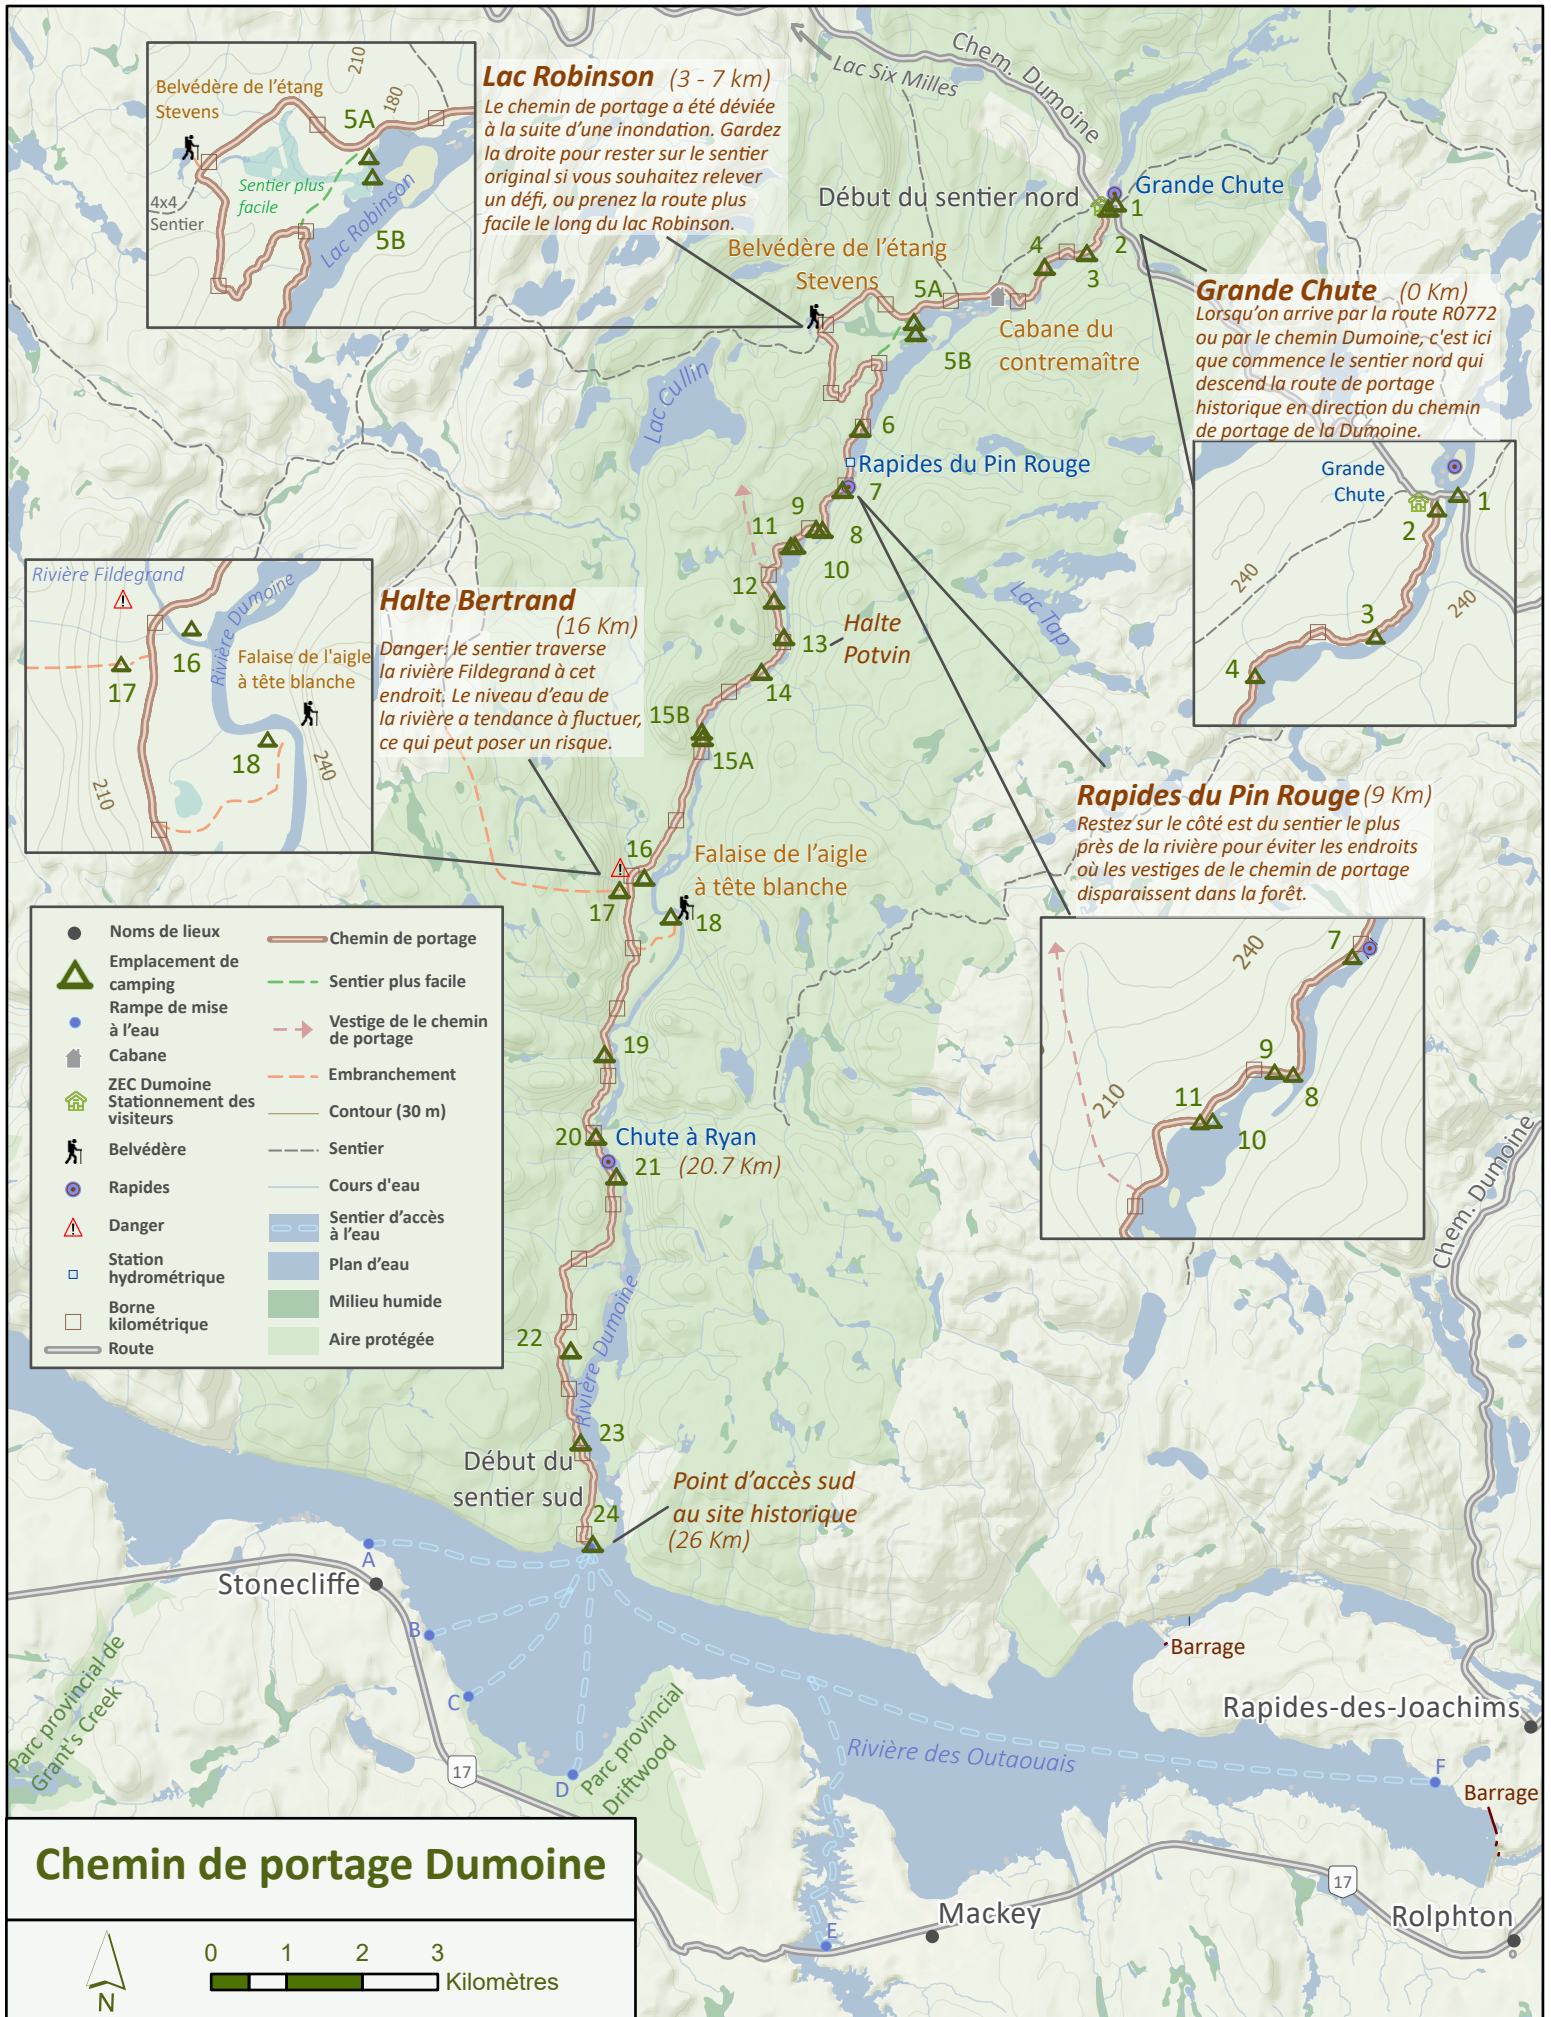 Chem. Dumoine
Lac Six Milles
Belvédère de l'étang
Stevens
210
180
5A
Sentier plus
facile
4x4
Sentier
5B
Lac Robinson
Lac Robinson (3 - 7 km)
Le chemin de portage a été déviée
à la suite d'une inondation. Gardez
la droite pour rester sur le sentier
original si vous souhaitez relever
un défi, ou prenez la route plus
facile le long du lac Robinson.
Début du sentier nord
Grande Chute
1
2
3
4
Belvédère de l'étang
Stevens
5A
5B
Cabane du
contremaître
Grande Chute (0 Km)
Lorsqu'on arrive par la route R0772
ou par le chemin Dumoine, c'est ici
que commence le sentier nord qui
descend la route de portage
historique en direction du chemin
de portage de la Dumoine.
Grande
Chute
1
2
240
240
3
4
Lac Cullin
6
Rapides du Pin Rouge
7
9
8
11
10
12
13
Halte
Potvin
14
15B
15A
Lac Tap
Rivière Fildegrand
Rivière Dumoine
16
17
Falaise de l'aigle
à tête blanche
18
210
240
Halte Bertrand
(16 Km)
Danger: le sentier traverse
la rivière Fildegrand à cet
endroit. Le niveau d'eau de
la rivière a tendance à fluctuer,
ce qui peut poser un risque.
16
17
Falaise de l'aigle
à tête blanche
18
Rapides du Pin Rouge (9 Km)
Restez sur le côté est du sentier le plus
près de la rivière pour éviter les endroits
où les vestiges de le chemin de portage
disparaissent dans la forêt.
7
240
9
8
210
11
10
Noms de lieux
Emplacement de
camping
Rampe de mise
à l'eau
Cabane
ZEC Dumoine
Stationnement des
visiteurs
Belvédère
Rapides
Danger
Station
hydrométrique
Borne
kilométrique
Route
Chemin de portage
Sentier plus facile
Vestige de le chemin
de portage
Embranchement
Contour (30 m)
Sentier
Cours d'eau
Sentier d'accès
à l'eau
Plan d'eau
Milieu humide
Aire protégée
19
20
Chute à Ryan
(20.7 Km)
21
22
Rivière Dumoine
23
Début du
sentier sud
24
Point d'accès sud
au site historique
(26 Km)
Chem. Dumoine
A
Stonecliffe
B
C
D
17
Parc provincial de
Grant's Creek
Parc provincial
Driftwood
Barrage
Rapides-des-Joachims
Rivière des Outaouais
F
Barrage
E
Mackey
17
Rolphton
Chemin de portage Dumoine
N
0 1 2 3
Kilomètres